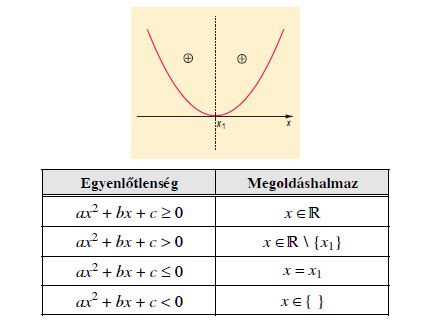 ⊕ ⊕
x₁ x
Egyenlőtlenség Megoldáshalmaz
ax² + bx + c ≥ 0 x ∈ ℝ
ax² + bx + c > 0 x ∈ ℝ \ {x₁}
ax² + bx + c ≤ 0 x = x₁
ax² + bx + c < 0 x ∈ { }